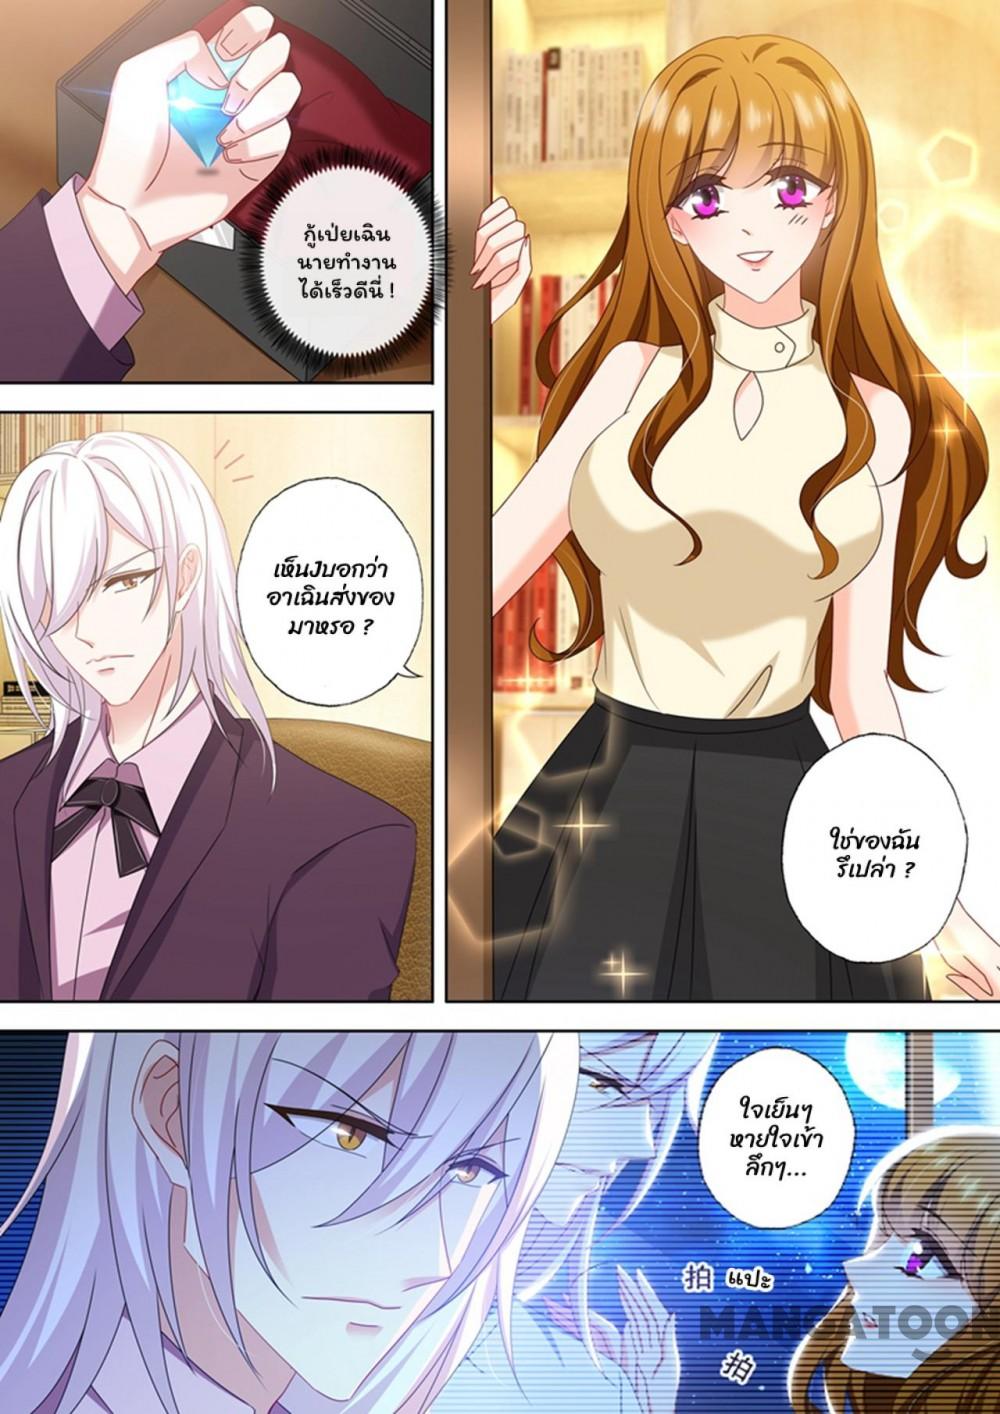 กู้เป่ยเฉิน
นายทำงาน
ได้เร็วดีนี่ !
เห็นงบอกว่า
อาเฉินส่งของ
มาหรอ ?
ใช่ของฉัน
รึเปล่า ?
ใจเย็นๆ
หายใจเข้า
ลึกๆ...
拍 แปะ
拍
MANGATOON